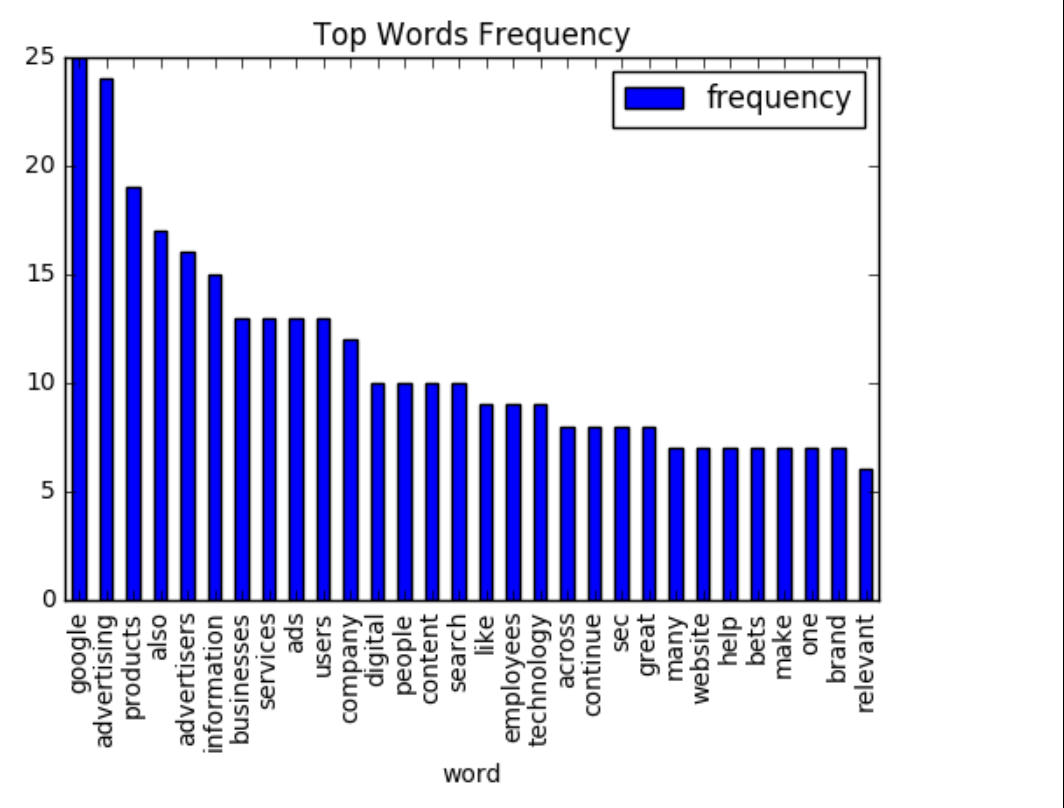 Top Words Frequency
25
frequency
20
15
10
5
0
google
advertising
products
also
advertisers
information
businesses
services
ads
users
company
digital
people
content
search
like
employees
technology
across
continue
sec
great
many
website
help
bets
make
one
brand
relevant
word